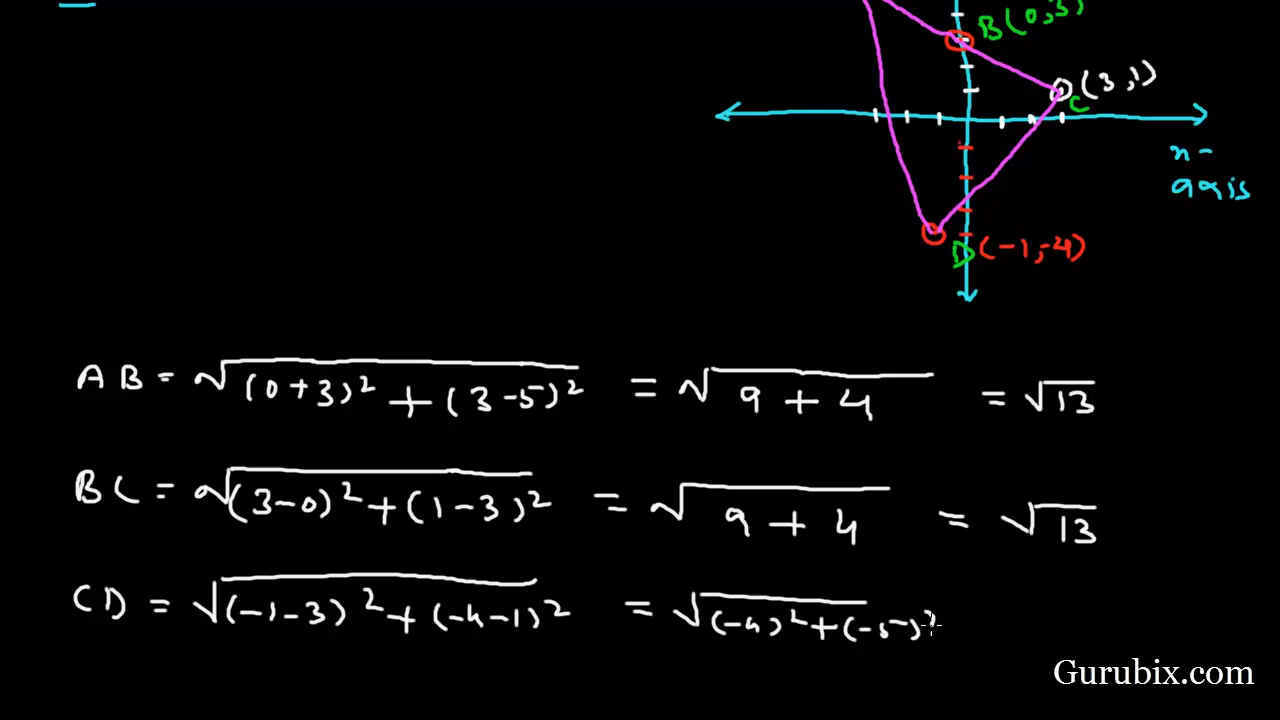 B(0,3)
(3,1)
C
x-
axis
D (-1,-4)
AB = √(0+3)² + (3-5)² = √9 + 4 = √13
BC = √(3-0)² + (1-3)² = √9 + 4 = √13
CD = √(-1-3)² + (-4-1)² = √(-4)² + (-5)²
Gurubix.com